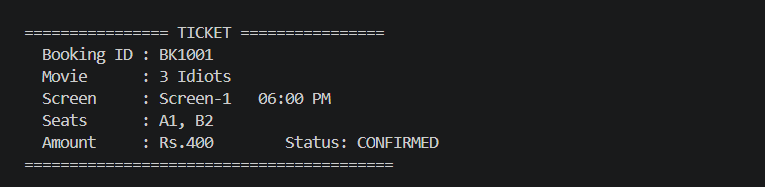 ================ TICKET ================
Booking ID : BK1001
Movie      : 3 Idiots
Screen     : Screen-1   06:00 PM
Seats      : A1, B2
Amount     : Rs.400        Status: CONFIRMED
=========================================